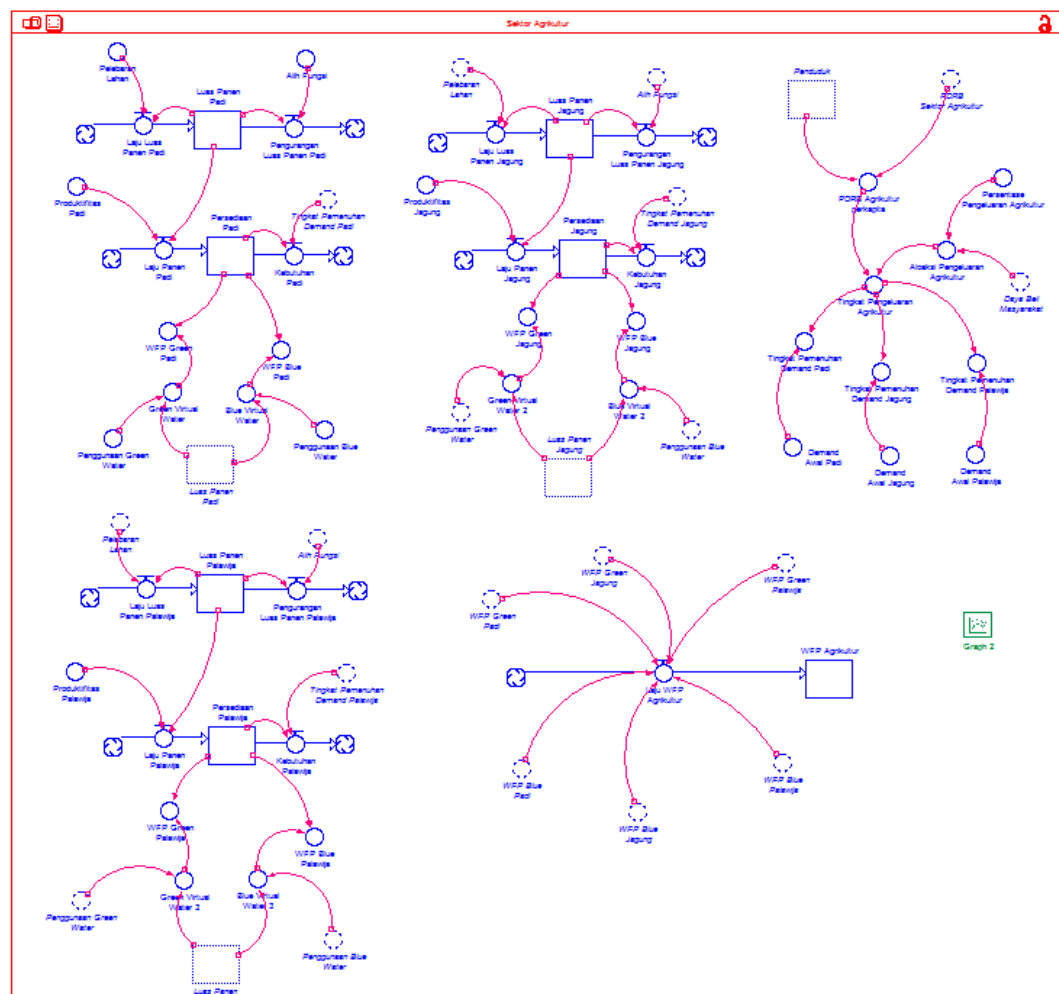 Sektor Agrikultur
a
Pelebaran
Lahan
Luas Panen
Padi
Alih Fungsi
Laju Luas
Panen Padi
Pengurangan
Luas Panen Padi
Produktifitas
Padi
Persediaan
Padi
Tingkat Pemenuhan
Demand Padi
Laju Panen
Padi
Kebutuhan
Padi
WFP Green
Padi
WFP Blue
Padi
Green Virtual
Water
Blue Virtual
Water
Penggunaan Green
Water
Penggunaan Blue
Water
Luas Panen
Padi
Pelebaran
Lahan
Luas Panen
Jagung
Alih Fungsi
Laju Luas
Panen Jagung
Pengurangan
Luas Panen Jagung
Produktifitas
Jagung
Persediaan
Jagung
Tingkat Pemenuhan
Demand Jagung
Laju Panen
Jagung
Kebutuhan
Jagung
WFP Green
Jagung
WFP Blue
Jagung
Green Virtual
Water 2
Blue Virtual
Water 2
Penggunaan Green
Water
Luas Panen
Jagung
Penggunaan Blue
Water
Penduduk
PDRB
Sektor Agrikultur
PDRB Agrikultur
perkapita
Persentase
Pengeluaran Agrikultur
Alokasi Pengeluaran
Agrikultur
Daya Beli
Masyarakat
Tingkat Pengeluaran
Agrikultur
Tingkat Pemenuhan
Demand Padi
Tingkat Pemenuhan
Demand Jagung
Tingkat Pemenuhan
Demand Palawija
Demand
Awal Padi
Demand
Awal Jagung
Demand
Awal Palawija
Pelebaran
Lahan
Luas Panen
Palawija
Alih Fungsi
Laju Luas
Panen Palawija
Pengurangan
Luas Panen Palawija
Produktifitas
Palawija
Persediaan
Palawija
Tingkat Pemenuhan
Demand Palawija
Laju Panen
Palawija
Kebutuhan
Palawija
WFP Green
Palawija
WFP Blue
Palawija
Green Virtual
Water 3
Blue Virtual
Water 3
Penggunaan Green
Water
Penggunaan Blue
Water
Luas Panen
WFP Green
Jagung
WFP Green
Palawija
WFP Green
Padi
WFP Agrikultur
Laju WFP
Agrikultur
WFP Blue
Padi
WFP Blue
Jagung
WFP Blue
Palawija
Graph 2